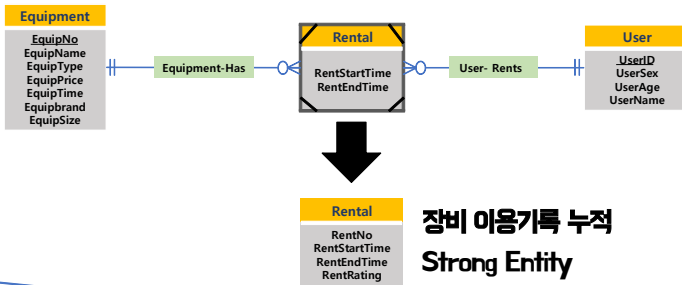 Equipment
EquipNo
EquipName
EquipType
EquipPrice
EquipTime
Equipbrand
EquipSize
Equipment-Has
Rental
RentStartTime
RentEndTime
User- Rents
User
UserID
UserSex
UserAge
UserName
Rental
RentNo
RentStartTime
RentEndTime
RentRating
장비 이용기록 누적
Strong Entity